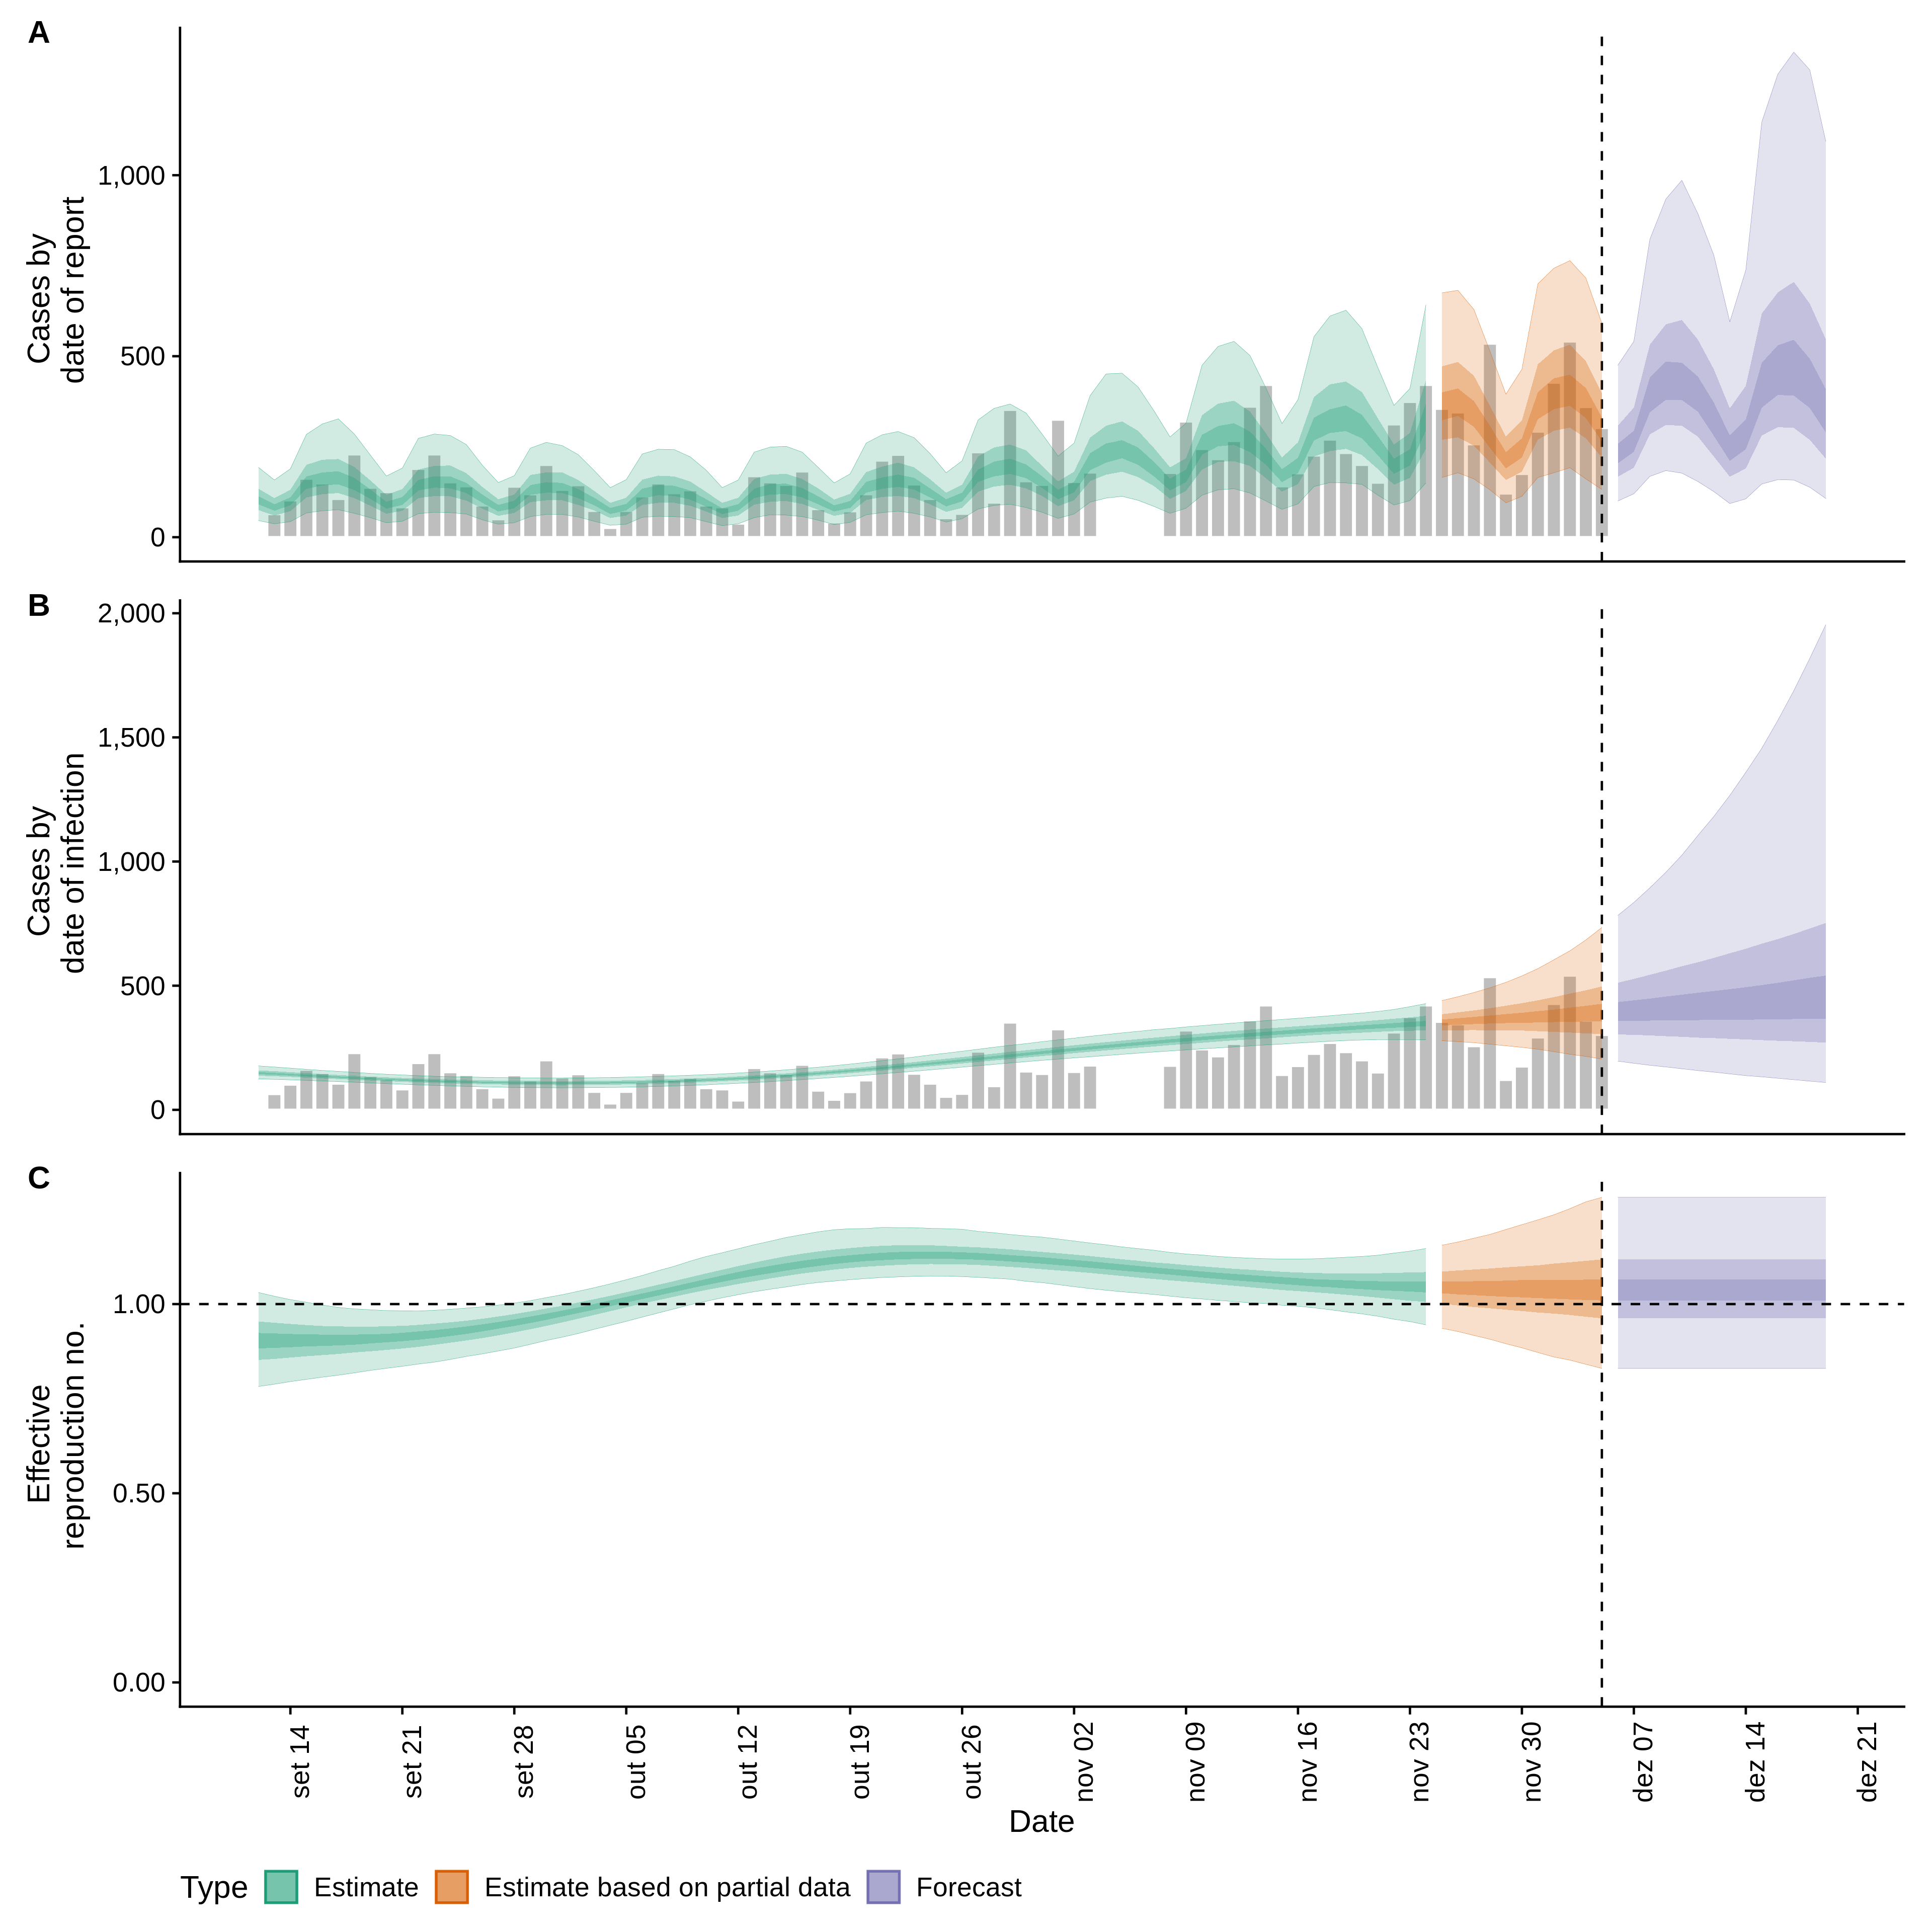 A
Cases by
date of report
1,000
500
0
B
Cases by
date of infection
2,000
1,500
1,000
500
0
C
Effective
reproduction no.
1.00
0.50
0.00
set 14
set 21
set 28
out 05
out 12
out 19
out 26
nov 02
nov 09
nov 16
nov 23
nov 30
dez 07
dez 14
dez 21
Date
Type Estimate Estimate based on partial data Forecast